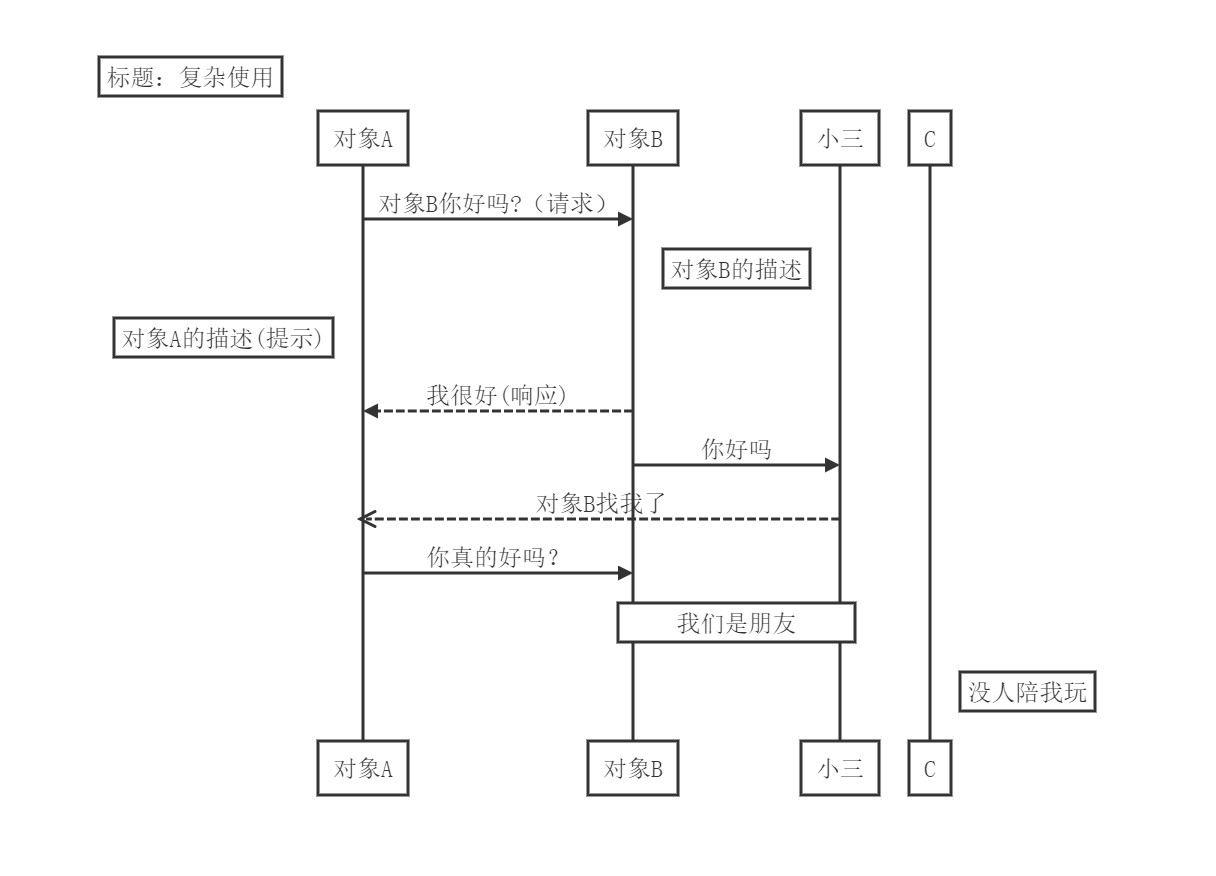 标题：复杂使用
对象A
对象B
小三
C
对象B你好吗?（请求）
对象B的描述
对象A的描述(提示)
我很好(响应)
你好吗
对象B找我了
你真的好吗？
我们是朋友
没人陪我玩
对象A
对象B
小三
C